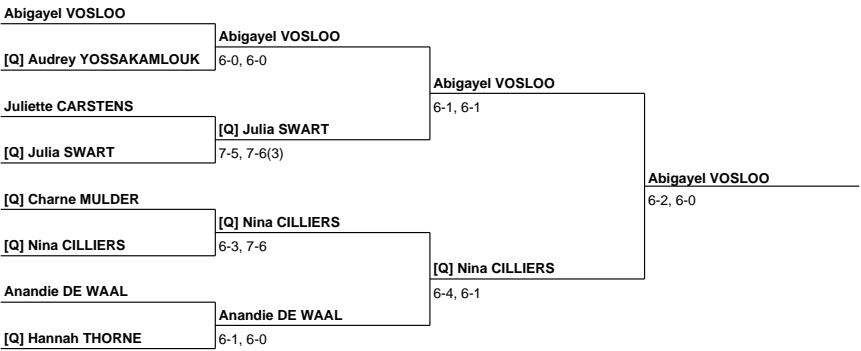 Abigayel VOSLOO
[Q] Audrey YOSSAKAMLOUK
Juliette CARSTENS
[Q] Julia SWART
[Q] Charne MULDER
[Q] Nina CILLIERS
Anandie DE WAAL
[Q] Hannah THORNE
Abigayel VOSLOO
6-0, 6-0
[Q] Julia SWART
7-5, 7-6(3)
[Q] Nina CILLIERS
6-3, 7-6
Anandie DE WAAL
6-1, 6-0
Abigayel VOSLOO
6-1, 6-1
[Q] Nina CILLIERS
6-4, 6-1
Abigayel VOSLOO
6-2, 6-0